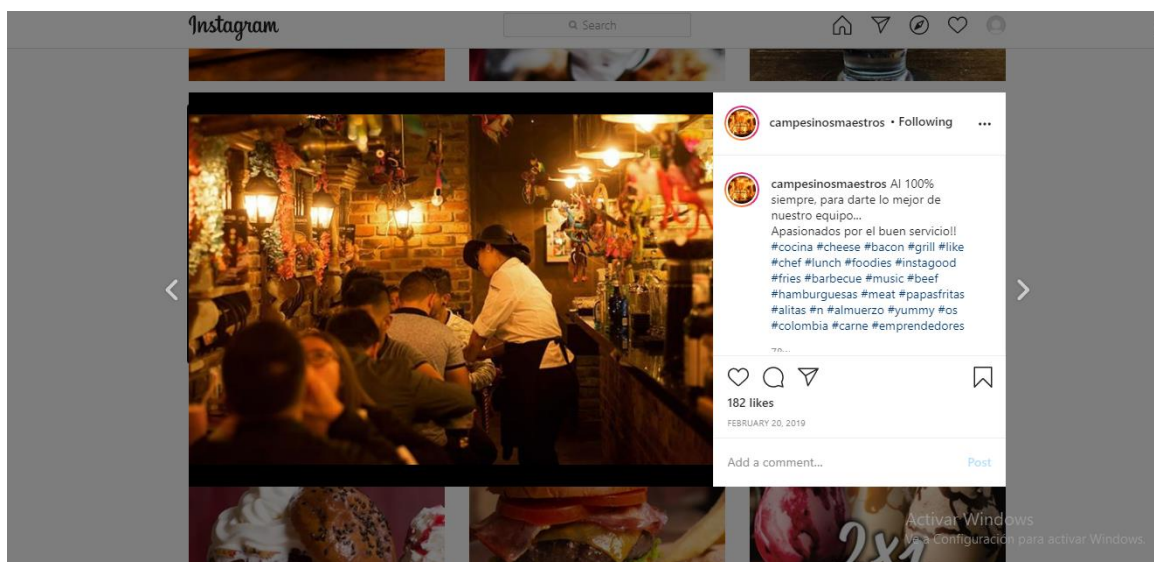 Instagram
Search
campesinosmaestros • Following
campesinosmaestros Al 100%
siempre, para darte lo mejor de
nuestro equipo...
Apasionados por el buen servicio!!
#cocina #cheese #bacon #grill #like
#chef #lunch #foodies #instagood
#fries #barbecue #music #beef
#hamburguesas #meat #papasfritas
#alitas #n #almuerzo #yummy #os
#colombia #carne #emprendedores
182 likes
FEBRUARY 20, 2019
Add a comment... Post
2x1
Activar Windows
Ve a Configuración para activar Windows.